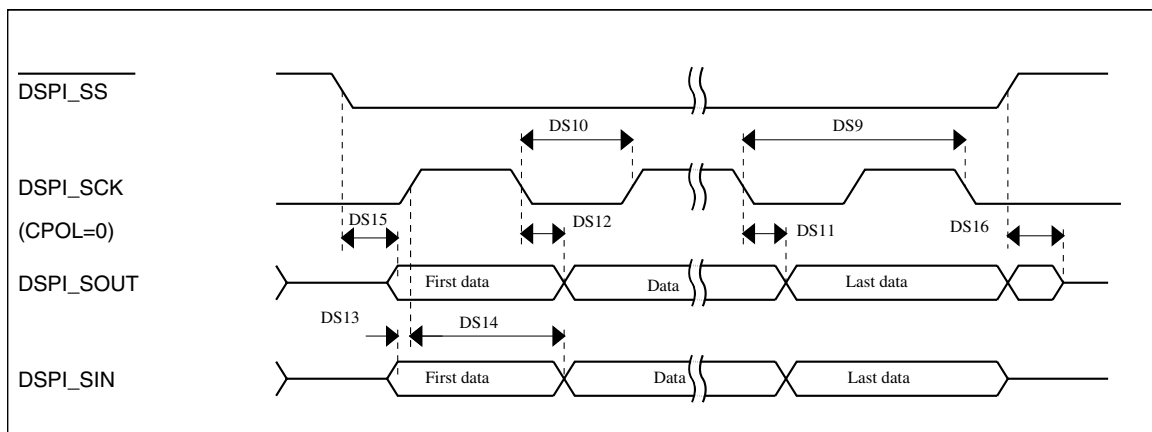 DSPI_SS
DS10
DS9
DSPI_SCK
DS15
DS12
DS11
DS16
(CPOL=0)
DSPI_SOUT
First data
Data
Last data
DS13
DS14
DSPI_SIN
First data
Data
Last data